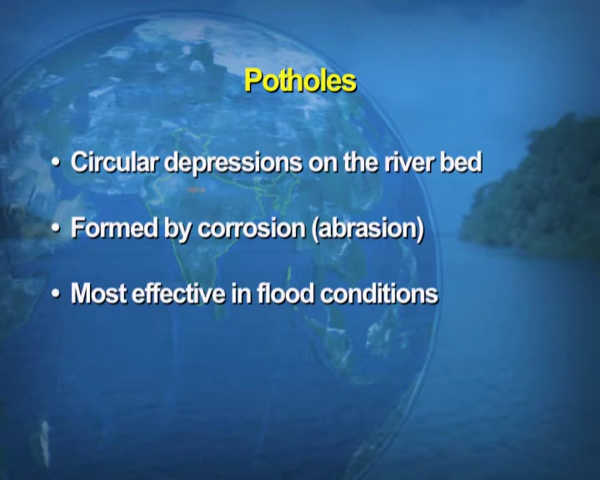 Potholes
• Circular depressions on the river bed
• Formed by corrosion (abrasion)
• Most effective in flood conditions